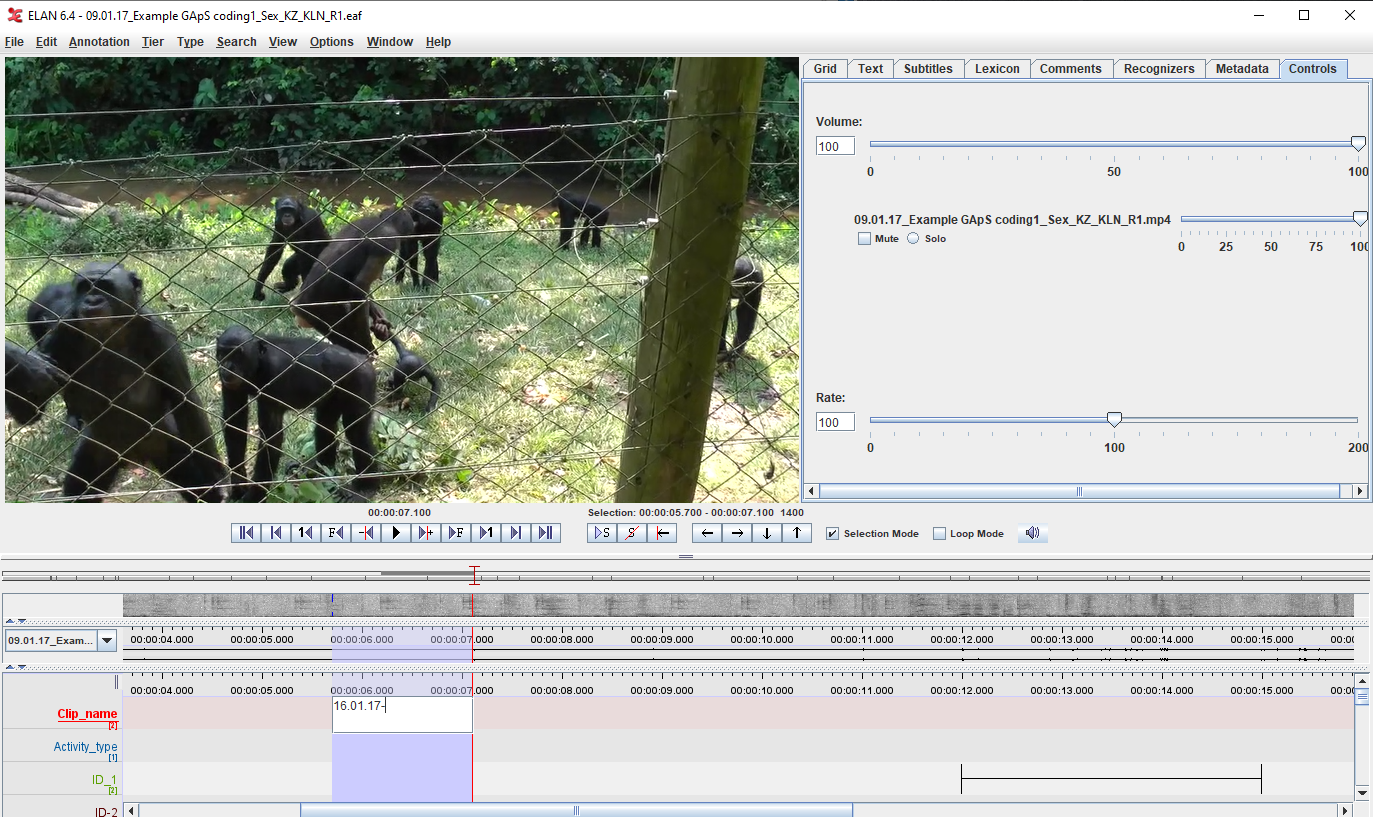 ELAN 6.4 - 09.01.17_Example GApS coding1_Sex_KZ_KLN_R1.eaf
File Edit Annotation Tier Type Search View Options Window Help
Grid Text Subtitles Lexicon Comments Recognizers Metadata Controls
Volume:
100
0 50 100
09.01.17_Example GApS coding1_Sex_KZ_KLN_R1.mp4
Mute Solo
0 25 50 75 100
Rate:
100
0 100 200
00:00:07.100
Selection: 00:00:05.700 - 00:00:07.100 1400
1 F + F 1
S S
Selection Mode Loop Mode
09.01.17_Exam...
00:00:04.000 00:00:05.000 00:00:06.000 00:00:07.000 00:00:08.000 00:00:09.000 00:00:10.000 00:00:11.000 00:00:12.000 00:00:13.000 00:00:14.000 00:00:15.000 00:00
00:00:04.000 00:00:05.000 00:00:06.000 00:00:07.000 00:00:08.000 00:00:09.000 00:00:10.000 00:00:11.000 00:00:12.000 00:00:13.000 00:00:14.000 00:00:15.000 00:00
Clip_name
[2]
16.01.17-
Activity_type
[1]
ID_1
[2]
ID-2